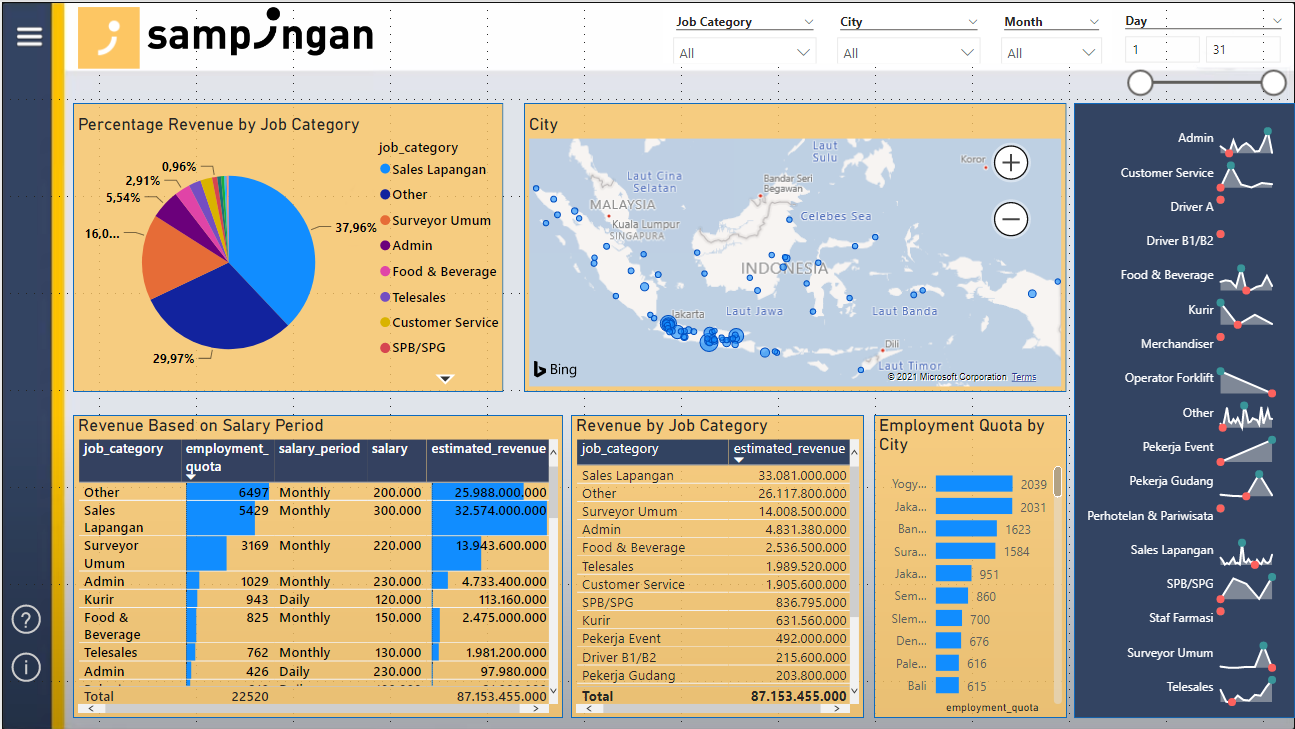 sampingan
Job Category
City
Month
Day
All
All
All
1
31
Percentage Revenue by Job Category
job_category
Sales Lapangan
Other
Surveyor Umum
Admin
Food & Beverage
Telesales
Customer Service
SPB/SPG
0,96%
2,91%
5,54%
16,0...
37,96%
29,97%
City
Laut
Sulu
Koror
Laut Cina
Selatan
Bandar Seri
Begawan
MALAYSIA
Kuala Lumpur
SINGAPURA
Celebes Sea
INDONESIA
Jakarta
Laut Jawa
Laut Banda
Dili
Laut Timor
Bing
© 2021 Microsoft Corporation Terms
Admin
Customer Service
Driver A
Driver B1/B2
Food & Beverage
Kurir
Merchandiser
Operator Forklift
Other
Pekerja Event
Pekerja Gudang
Perhotelan & Pariwisata
Sales Lapangan
SPB/SPG
Staf Farmasi
Surveyor Umum
Telesales
Revenue Based on Salary Period
job_category employment_quota salary_period salary estimated_revenue
Other 6497 Monthly 200.000 25.988.000.000
Sales Lapangan 5429 Monthly 300.000 32.574.000.000
Surveyor Umum 3169 Monthly 220.000 13.943.600.000
Admin 1029 Monthly 230.000 4.733.400.000
Kurir 943 Daily 120.000 113.160.000
Food & Beverage 825 Monthly 150.000 2.475.000.000
Telesales 762 Monthly 130.000 1.981.200.000
Admin 426 Daily 230.000 97.980.000
Total 22520 87.153.455.000
Revenue by Job Category
job_category estimated_revenue
Sales Lapangan 33.081.000.000
Other 26.117.800.000
Surveyor Umum 14.008.500.000
Admin 4.831.380.000
Food & Beverage 2.536.500.000
Telesales 1.989.520.000
Customer Service 1.905.600.000
SPB/SPG 836.795.000
Kurir 631.560.000
Pekerja Event 492.000.000
Driver B1/B2 215.600.000
Pekerja Gudang 203.800.000
Total 87.153.455.000
Employment Quota by
City
Yogy... 2039
Jaka... 2031
Ban... 1623
Sura... 1584
Jaka... 951
Sem... 860
Slem... 700
Den... 676
Pale... 616
Bali 615
employment_quota